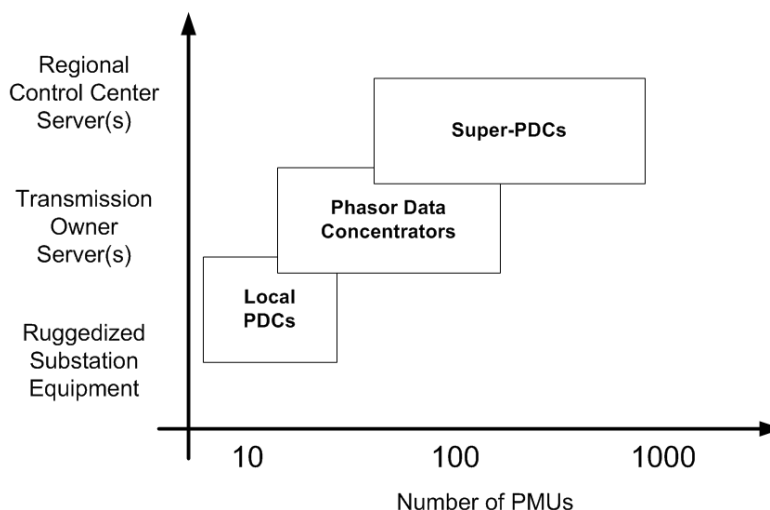 Regional
Control Center
Server(s)
Super-PDCs
Transmission
Owner
Server(s)
Phasor Data
Concentrators
Local
PDCs
Ruggedized
Substation
Equipment
10
100
1000
Number of PMUs